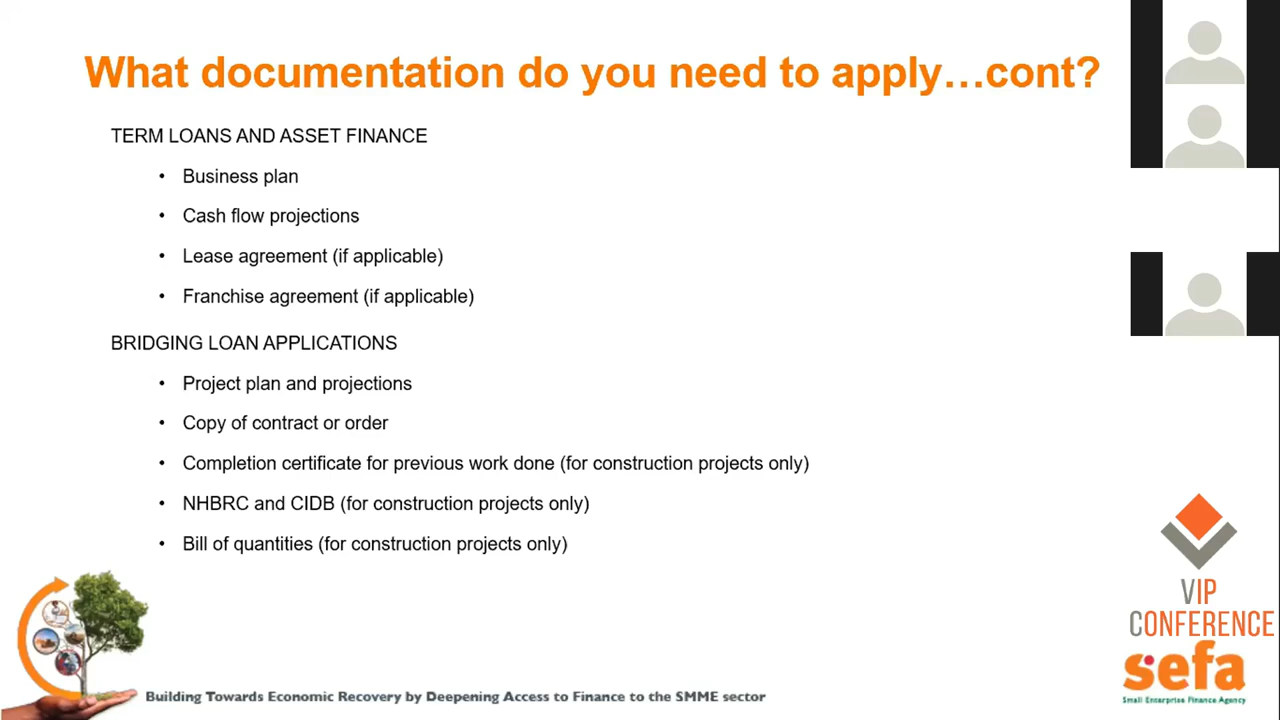 What documentation do you need to apply…cont?
TERM LOANS AND ASSET FINANCE
• Business plan
• Cash flow projections
• Lease agreement (if applicable)
• Franchise agreement (if applicable)
BRIDGING LOAN APPLICATIONS
• Project plan and projections
• Copy of contract or order
• Completion certificate for previous work done (for construction projects only)
• NHBRC and CIDB (for construction projects only)
• Bill of quantities (for construction projects only)
VIP
CONFERENCE
sefa
Small Enterprise Finance Agency
Building Towards Economic Recovery by Deepening Access to Finance to the SMME sector